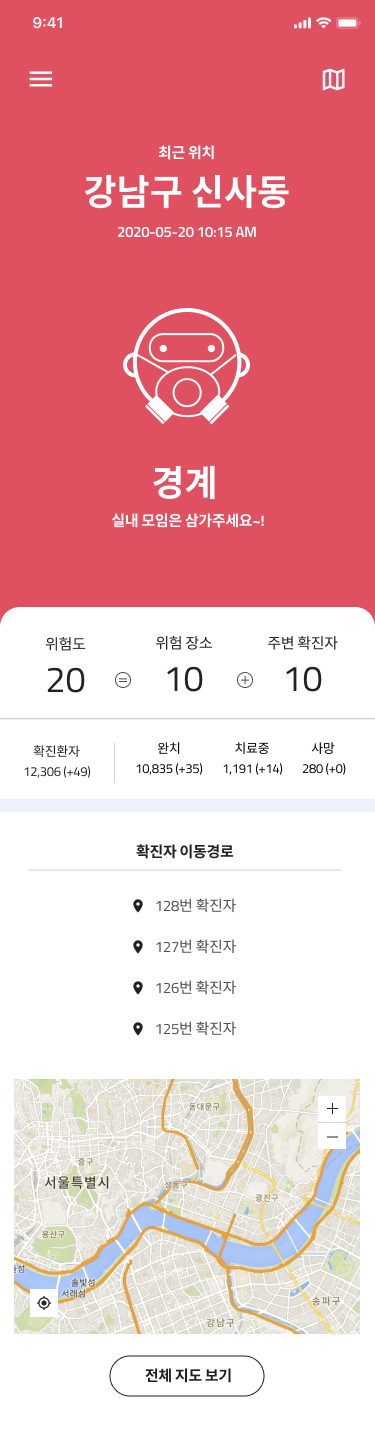 9:41
최근 위치
강남구 신사동
2020-05-20 10:15 AM
경계
실내 모임은 삼가주세요~!
위험도 위험 장소 주변 확진자
20 = 10 + 10
확진환자 완치 치료중 사망
12,306 (+49) 10,835 (+35) 1,191 (+14) 280 (+0)
확진자 이동경로
128번 확진자
127번 확진자
126번 확진자
125번 확진자
동대문구
중구
서울특별시
성동구
광진구
용산구
솔빛섬
서래섬
송파구
강남구
전체 지도 보기